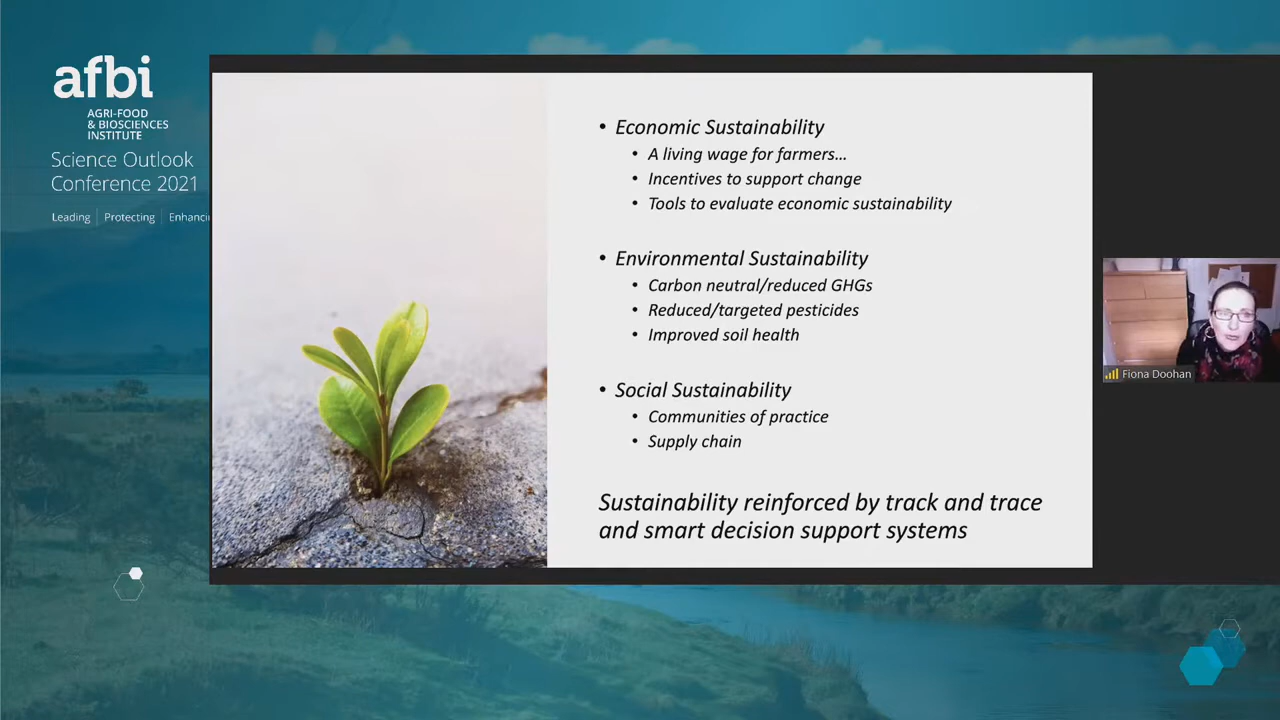 afbi
AGRI-FOOD
& BIOSCIENCES
INSTITUTE
Science Outlook
Conference 2021
Leading | Protecting | Enhanci
• Economic Sustainability
• A living wage for farmers...
• Incentives to support change
• Tools to evaluate economic sustainability
• Environmental Sustainability
• Carbon neutral/reduced GHGs
• Reduced/targeted pesticides
• Improved soil health
• Social Sustainability
• Communities of practice
• Supply chain
Sustainability reinforced by track and trace
and smart decision support systems
Fiona Doohan